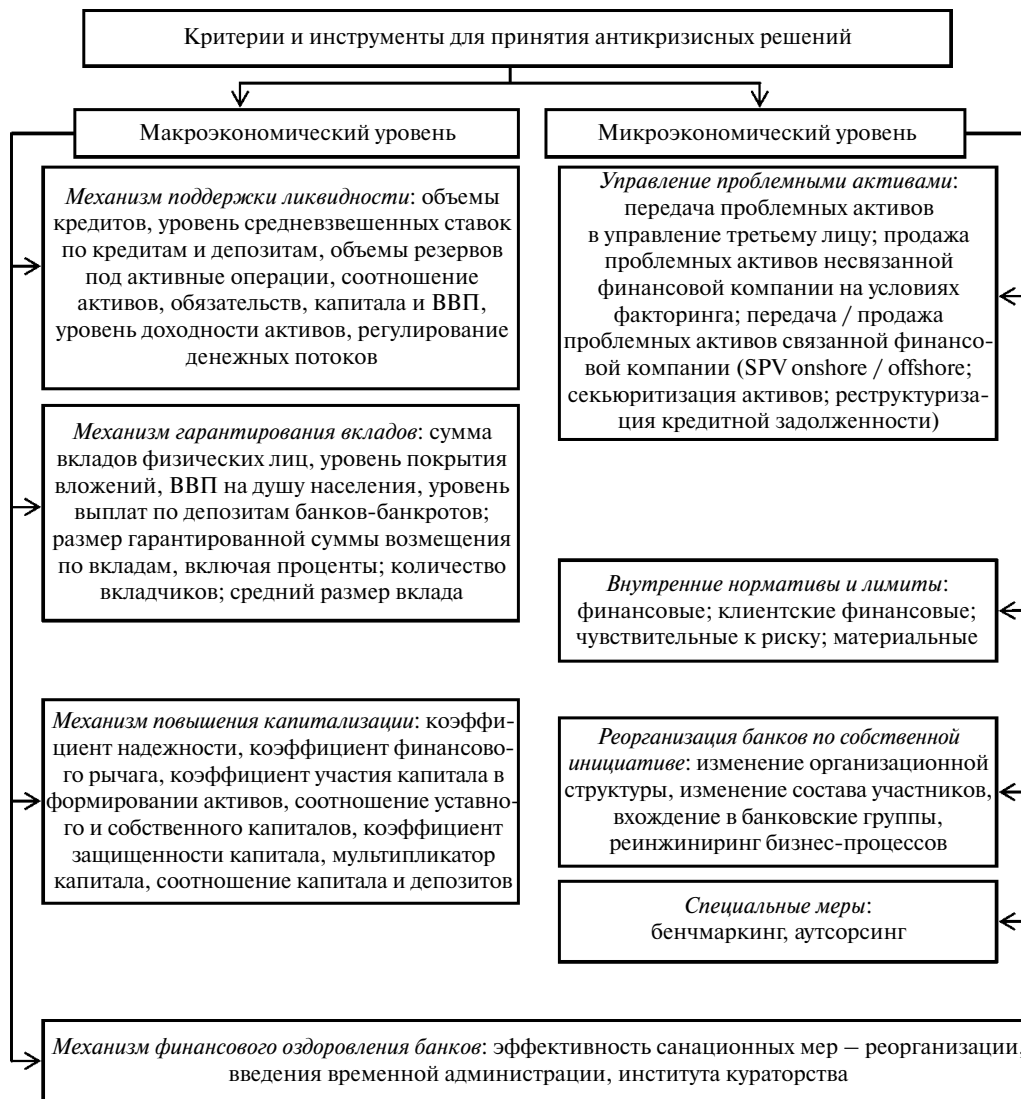 Критерии и инструменты для принятия антикризисных решений
Макроэкономический уровень
Механизм поддержки ликвидности: объемы
кредитов, уровень средневзвешенных ставок
по кредитам и депозитам, объемы резервов
под активные операции, соотношение
активов, обязательств, капитала и ВВП,
уровень доходности активов, регулирование
денежных потоков
Механизм гарантирования вкладов: сумма
вкладов физических лиц, уровень покрытия
вложений, ВВП на душу населения, уровень
выплат по депозитам банков-банкротов;
размер гарантированной суммы возмещения
по вкладам, включая проценты; количество
вкладчиков; средний размер вклада
Механизм повышения капитализации: коэффи-
циент надежности, коэффициент финансово-
го рычага, коэффициент участия капитала в
формировании активов, соотношение уставно-
го и собственного капиталов, коэффициент
защищенности капитала, мультипликатор
капитала, соотношение капитала и депозитов
Микроэкономический уровень
Управление проблемными активами:
передача проблемных активов
в управление третьему лицу; продажа
проблемных активов несвязанной
финансовой компании на условиях
факторинга; передача / продажа
проблемных активов связанной финансо-
вой компании (SPV onshore / offshore;
секьюритизация активов; реструктуриза-
ция кредитной задолженности)
Внутренние нормативы и лимиты:
финансовые; клиентские финансовые;
чувствительные к риску; материальные
Реорганизация банков по собственной
инициативе: изменение организационной
структуры, изменение состава участников,
вхождение в банковские группы,
реинжиниринг бизнес-процессов
Специальные меры:
бенчмаркинг, аутсорсинг
Механизм финансового оздоровления банков: эффективность санационных мер – реорганизации,
введения временной администрации, института кураторства